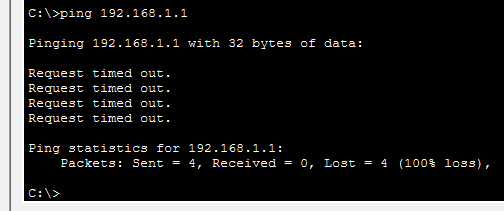 C:\>ping 192.168.1.1
Pinging 192.168.1.1 with 32 bytes of data:
Request timed out.
Request timed out.
Request timed out.
Request timed out.
Ping statistics for 192.168.1.1:
    Packets: Sent = 4, Received = 0, Lost = 4 (100% loss),
C:\>